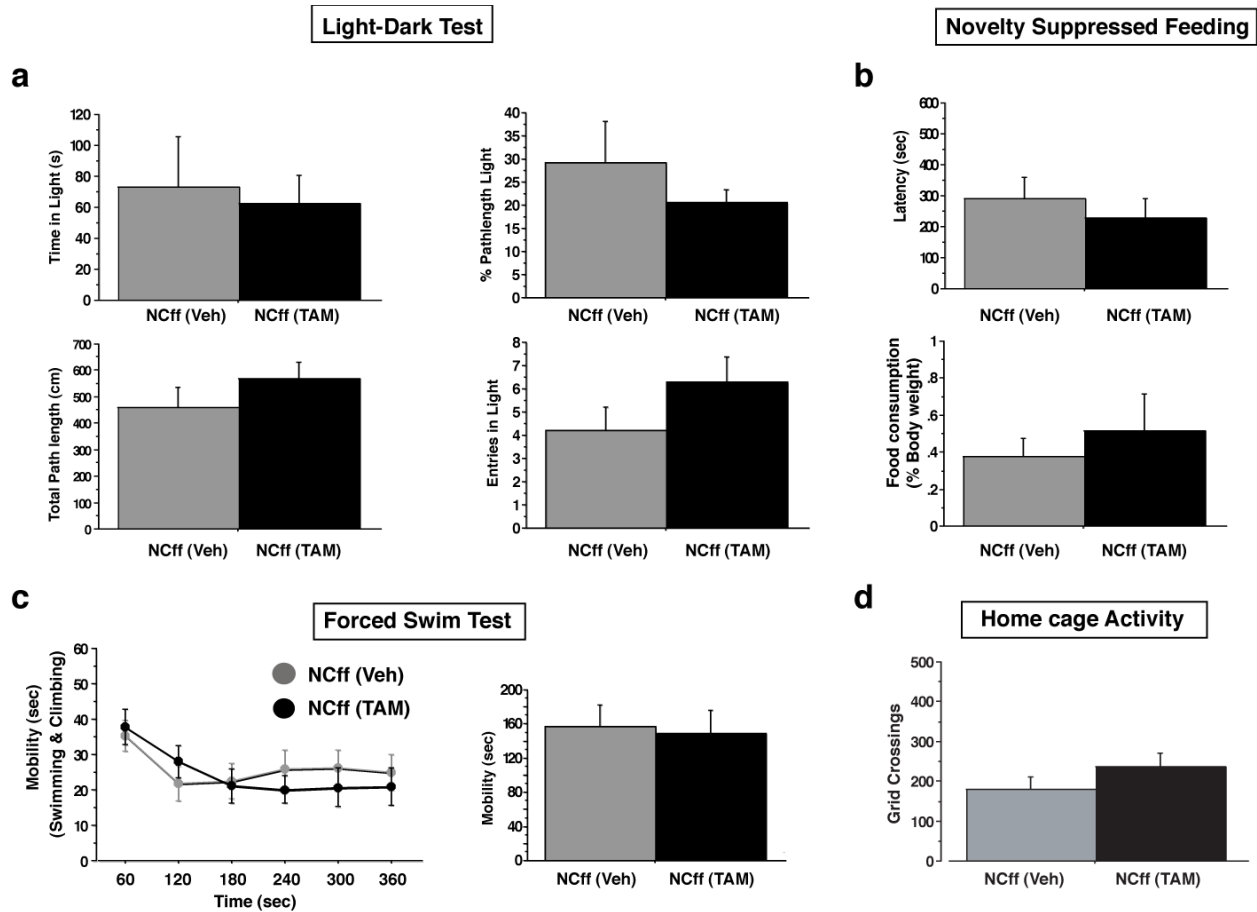 Light-Dark Test
Novelty Suppressed Feeding
a
b
120
100
80
60
40
20
0
Time in Light (s)
NCff (Veh) NCff (TAM)
40
35
30
25
20
15
10
5
0
% Pathlength Light
NCff (Veh) NCff (TAM)
600
500
400
300
200
100
0
Latency (sec)
NCff (Veh) NCff (TAM)
700
600
500
400
300
200
100
0
Total Path length (cm)
NCff (Veh) NCff (TAM)
8
7
6
5
4
3
2
1
0
Entries in Light
NCff (Veh) NCff (TAM)
1
.8
.6
.4
.2
0
Food consumption
(% Body weight)
NCff (Veh) NCff (TAM)
c
Forced Swim Test
d
Home cage Activity
60
50
40
30
20
10
0
Mobility (sec)
(Swimming & Climbing)
NCff (Veh)
NCff (TAM)
60 120 180 240 300 360
Time (sec)
200
160
120
80
40
0
Mobility (sec)
NCff (Veh) NCff (TAM)
500
400
300
200
100
0
Grid Crossings
NCff (Veh) NCff (TAM)